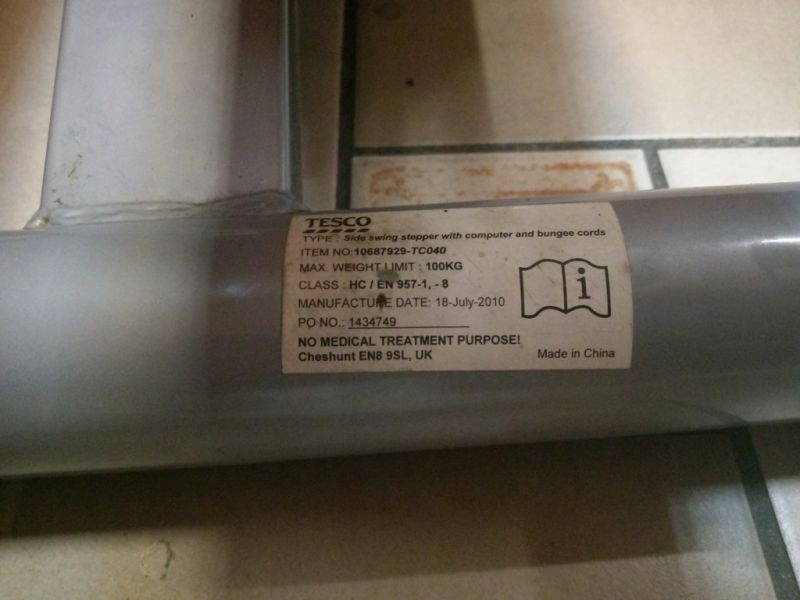 TESCO
TYPE : Side swing stepper with computer and bungee cords
ITEM NO:10687929-TC040
MAX. WEIGHT LIMIT : 100KG
CLASS : HC / EN 957-1, - 8
MANUFACTURE DATE: 18-July-2010
PO NO.: 1434749
NO MEDICAL TREATMENT PURPOSE!
Cheshunt EN8 9SL, UK
Made in China
i